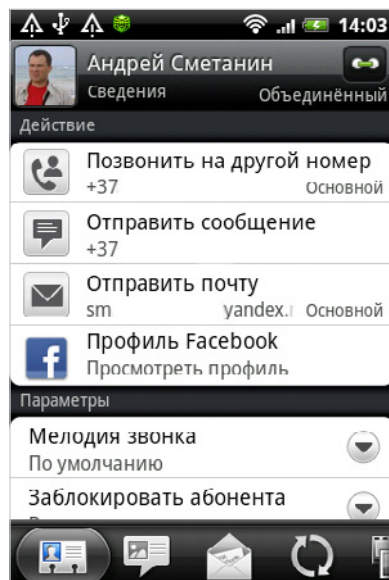 14:03
Андрей Сметанин
Сведения Объединённый
Действие
Позвонить на другой номер
+37 Основной
Отправить сообщение
+37
Отправить почту
sm yandex. Основной
Профиль Facebook
Просмотреть профиль
Параметры
Мелодия звонка
По умолчанию
Заблокировать абонента